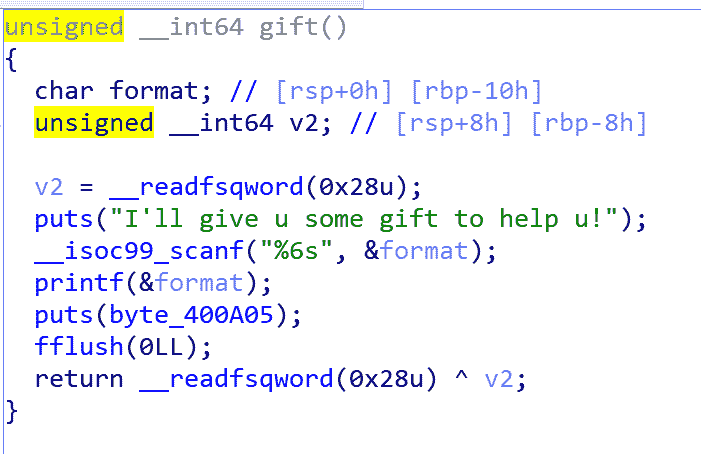 unsigned __int64 gift()
{
  char format; // [rsp+0h] [rbp-10h]
  unsigned __int64 v2; // [rsp+8h] [rbp-8h]

  v2 = __readfsqword(0x28u);
  puts("I'll give u some gift to help u!");
  __isoc99_scanf("%6s", &format);
  printf(&format);
  puts(byte_400A05);
  fflush(0LL);
  return __readfsqword(0x28u) ^ v2;
}